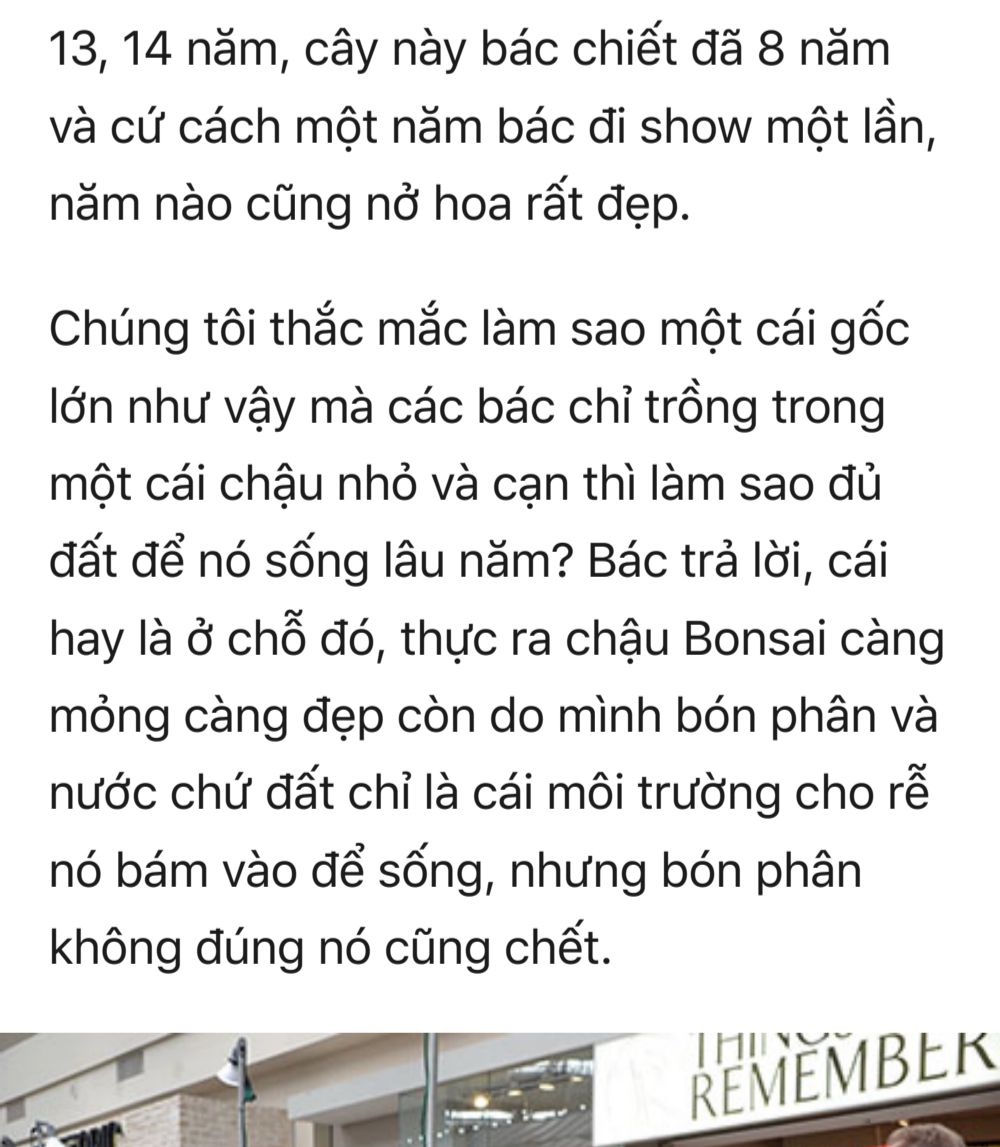 13, 14 năm, cây này bác chiết đã 8 năm
và cứ cách một năm bác đi show một lần,
năm nào cũng nở hoa rất đẹp.
Chúng tôi thắc mắc làm sao một cái gốc
lớn như vậy mà các bác chỉ trồng trong
một cái chậu nhỏ và cạn thì làm sao đủ
đất để nó sống lâu năm? Bác trả lời, cái
hay là ở chỗ đó, thực ra chậu Bonsai càng
mỏng càng đẹp còn do mình bón phân và
nước chứ đất chỉ là cái môi trường cho rễ
nó bám vào để sống, nhưng bón phân
không đúng nó cũng chết.
THINGS
REMEMBER